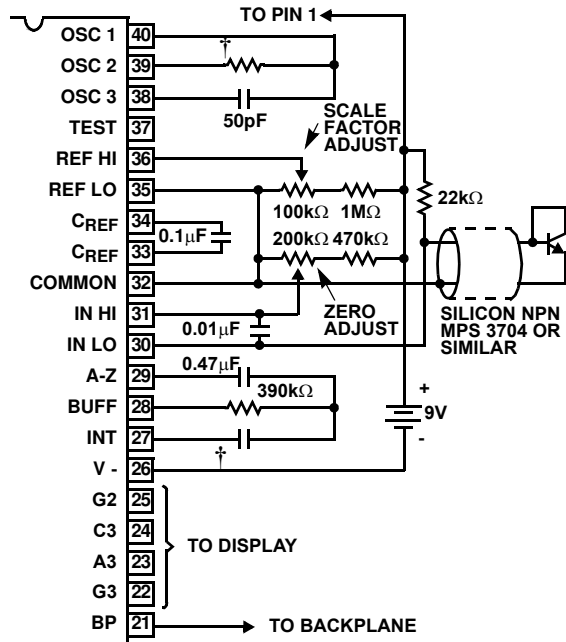 TO PIN 1
OSC 1 40
†
OSC 2 39
OSC 3 38
50pF
TEST 37
SCALE
FACTOR
ADJUST
REF HI 36
REF LO 35
22kΩ
100kΩ 1MΩ
CREF 34
0.1µF
200kΩ 470kΩ
CREF 33
COMMON 32
IN HI 31
ZERO
ADJUST
SILICON NPN
MPS 3704 OR
SIMILAR
0.01µF
IN LO 30
0.47µF
A-Z 29
390kΩ
BUFF 28
+
9V
-
INT 27
†
V - 26
G2 25
C3 24
TO DISPLAY
A3 23
G3 22
BP 21
TO BACKPLANE